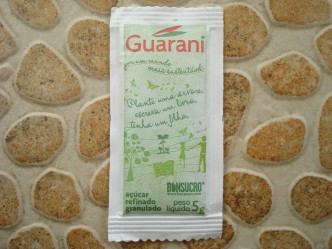 Guarani
por um mundo
mais sustentável.
Plante uma árvore,
escreva um livro,
tenha um filho.
BONSUCRO
açúcar
refinado
granulado
peso
líquido 5g